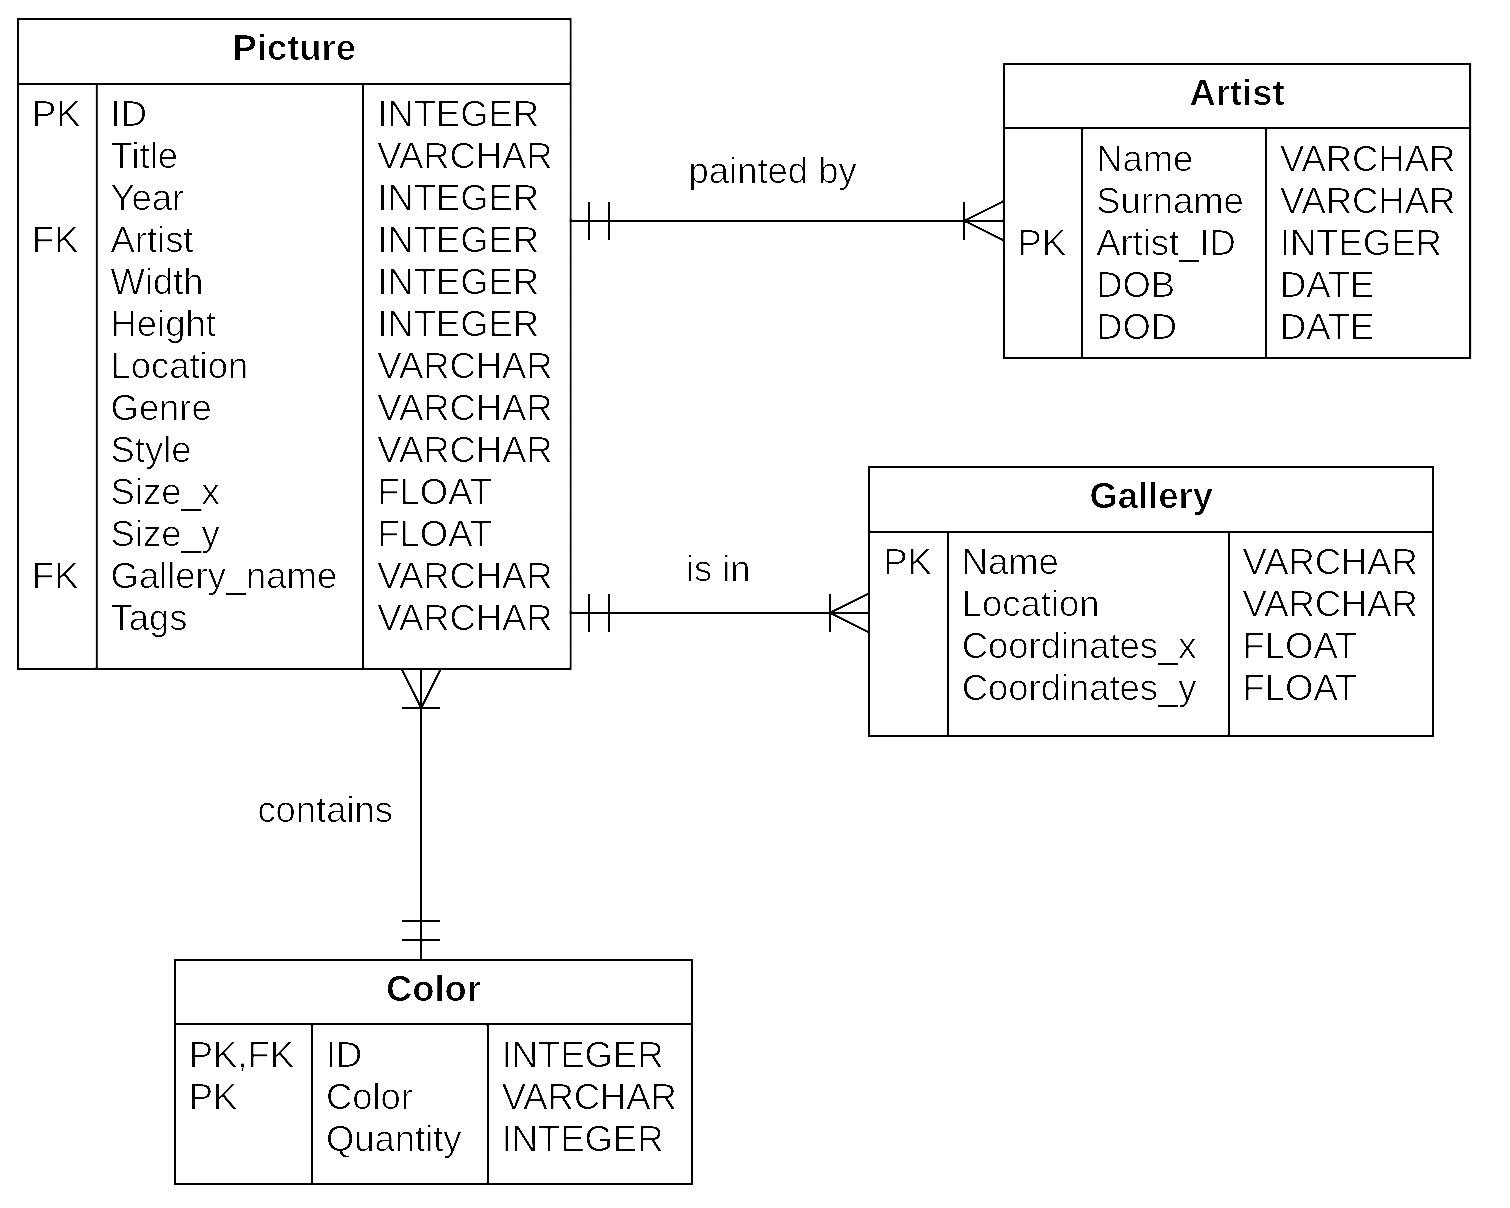 Picture
PK ID INTEGER
Title VARCHAR
Year INTEGER
FK Artist INTEGER
Width INTEGER
Height INTEGER
Location VARCHAR
Genre VARCHAR
Style VARCHAR
Size_x FLOAT
Size_y FLOAT
FK Gallery_name VARCHAR
Tags VARCHAR
painted by
Artist
Name VARCHAR
Surname VARCHAR
PK Artist_ID INTEGER
DOB DATE
DOD DATE
is in
Gallery
PK Name VARCHAR
Location VARCHAR
Coordinates_x FLOAT
Coordinates_y FLOAT
contains
Color
PK,FK ID INTEGER
PK Color VARCHAR
Quantity INTEGER